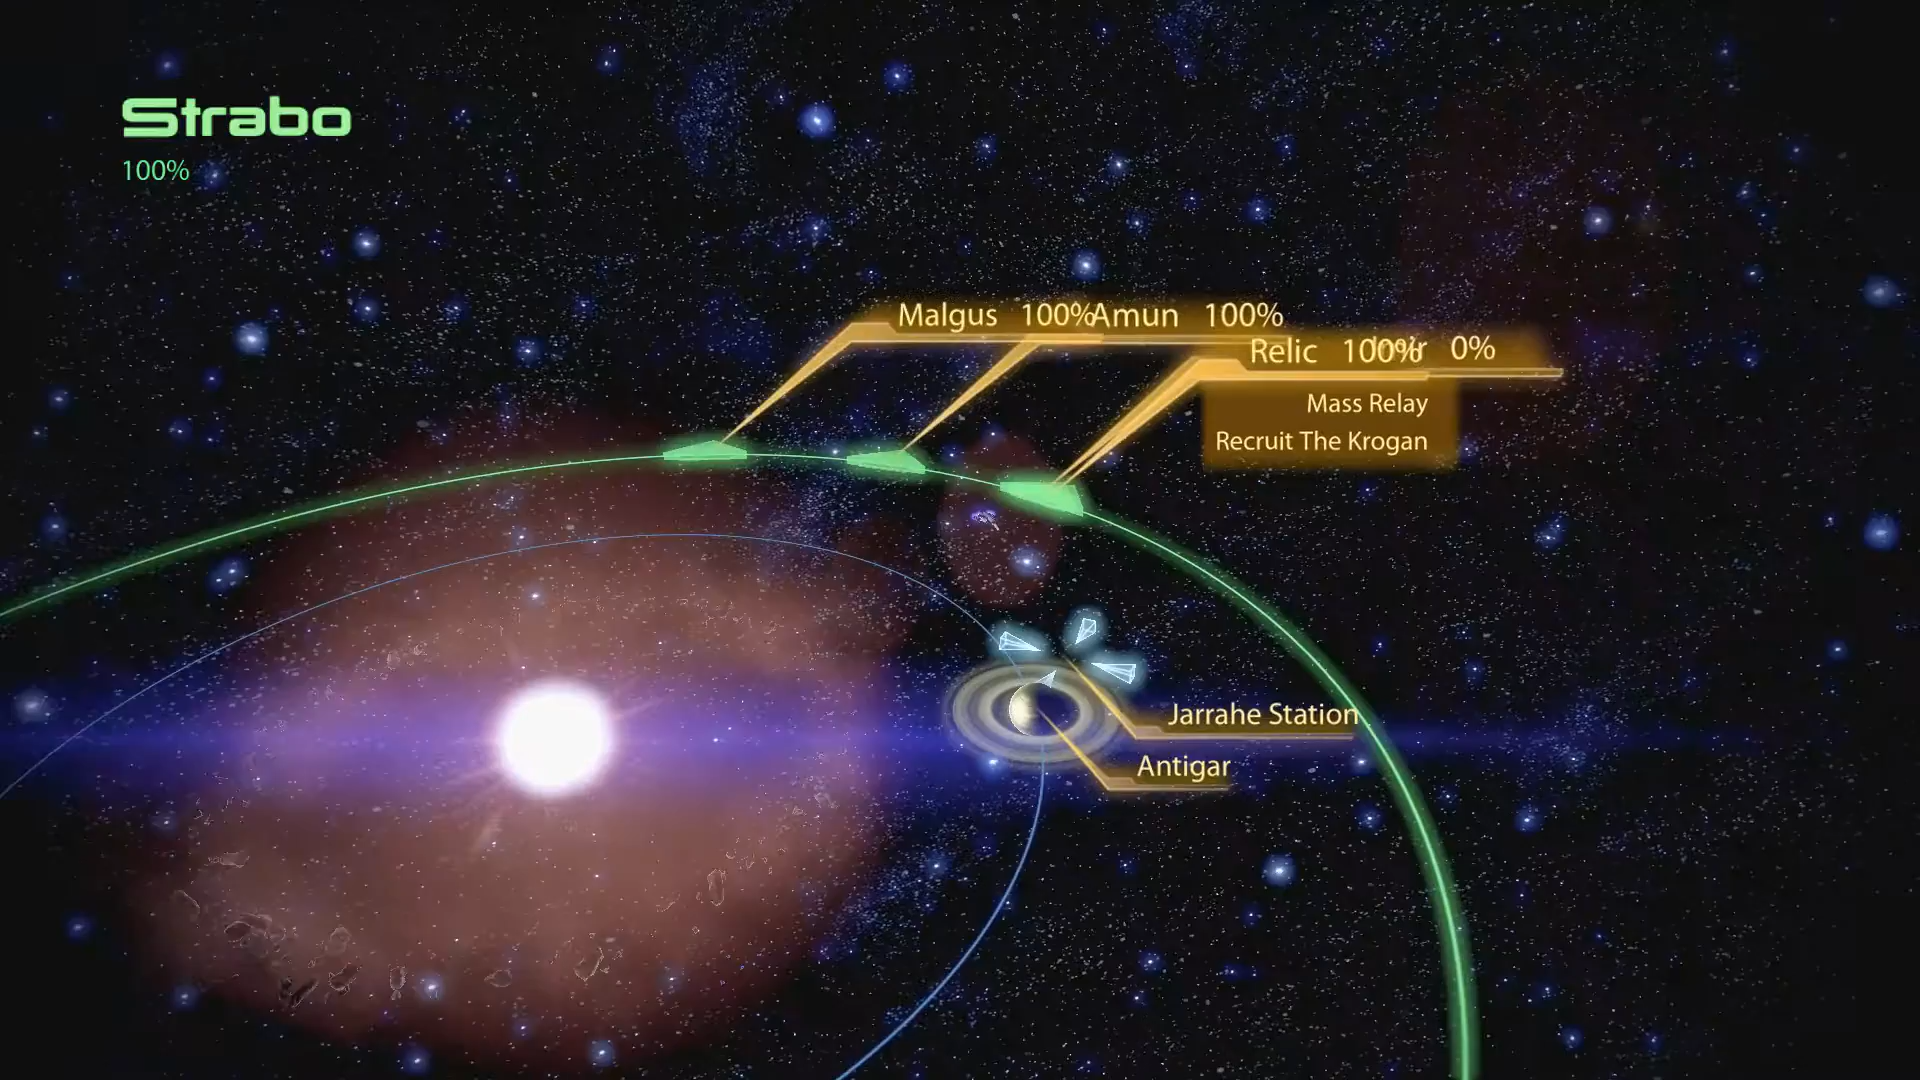 Strabo
100%
Malgus 100%
Amun 100%
Relic 100%
0%
Mass Relay
Recruit The Krogan
Jarrahe Station
Antigar